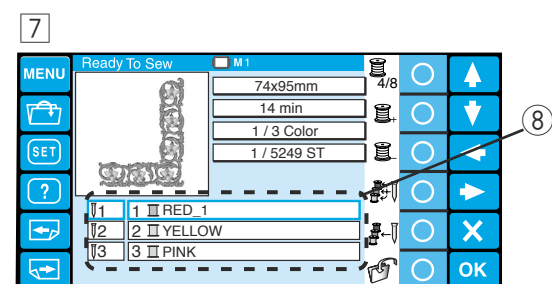 7
MENU Ready To Sew M1
74x95mm 4/8
14 min
+
1 / 3 Color
SET 1 / 5249 ST
-
8
?
1 1 RED_1
2 2 YELLOW
3 3 PINK
X
OK